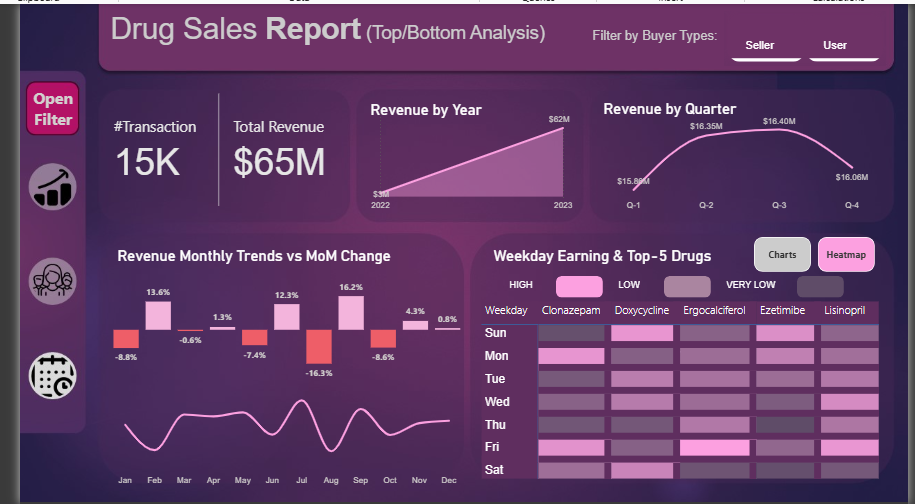 Drug Sales Report (Top/Bottom Analysis)
Filter by Buyer Types:
Seller
User
Open
Filter
#Transaction
15K
Total Revenue
$65M
Revenue by Year
$62M
$3M
2022
2023
Revenue by Quarter
$16.35M
$16.40M
$16.06M
Q-1
Q-2
Q-3
Q-4
Revenue Monthly Trends vs MoM Change
-8.8%
13.6%
-0.6%
1.3%
-7.4%
12.3%
-16.3%
16.2%
-8.6%
4.3%
0.8%
Jan
Feb
Mar
Apr
May
Jun
Jul
Aug
Sep
Oct
Nov
Dec
Weekday Earning & Top-5 Drugs
Charts
Heatmap
HIGH
LOW
VERY LOW
Weekday Clonazepam Doxycycline Ergocalciferol Ezetimibe Lisinopril
Sun
Mon
Tue
Wed
Thu
Fri
Sat